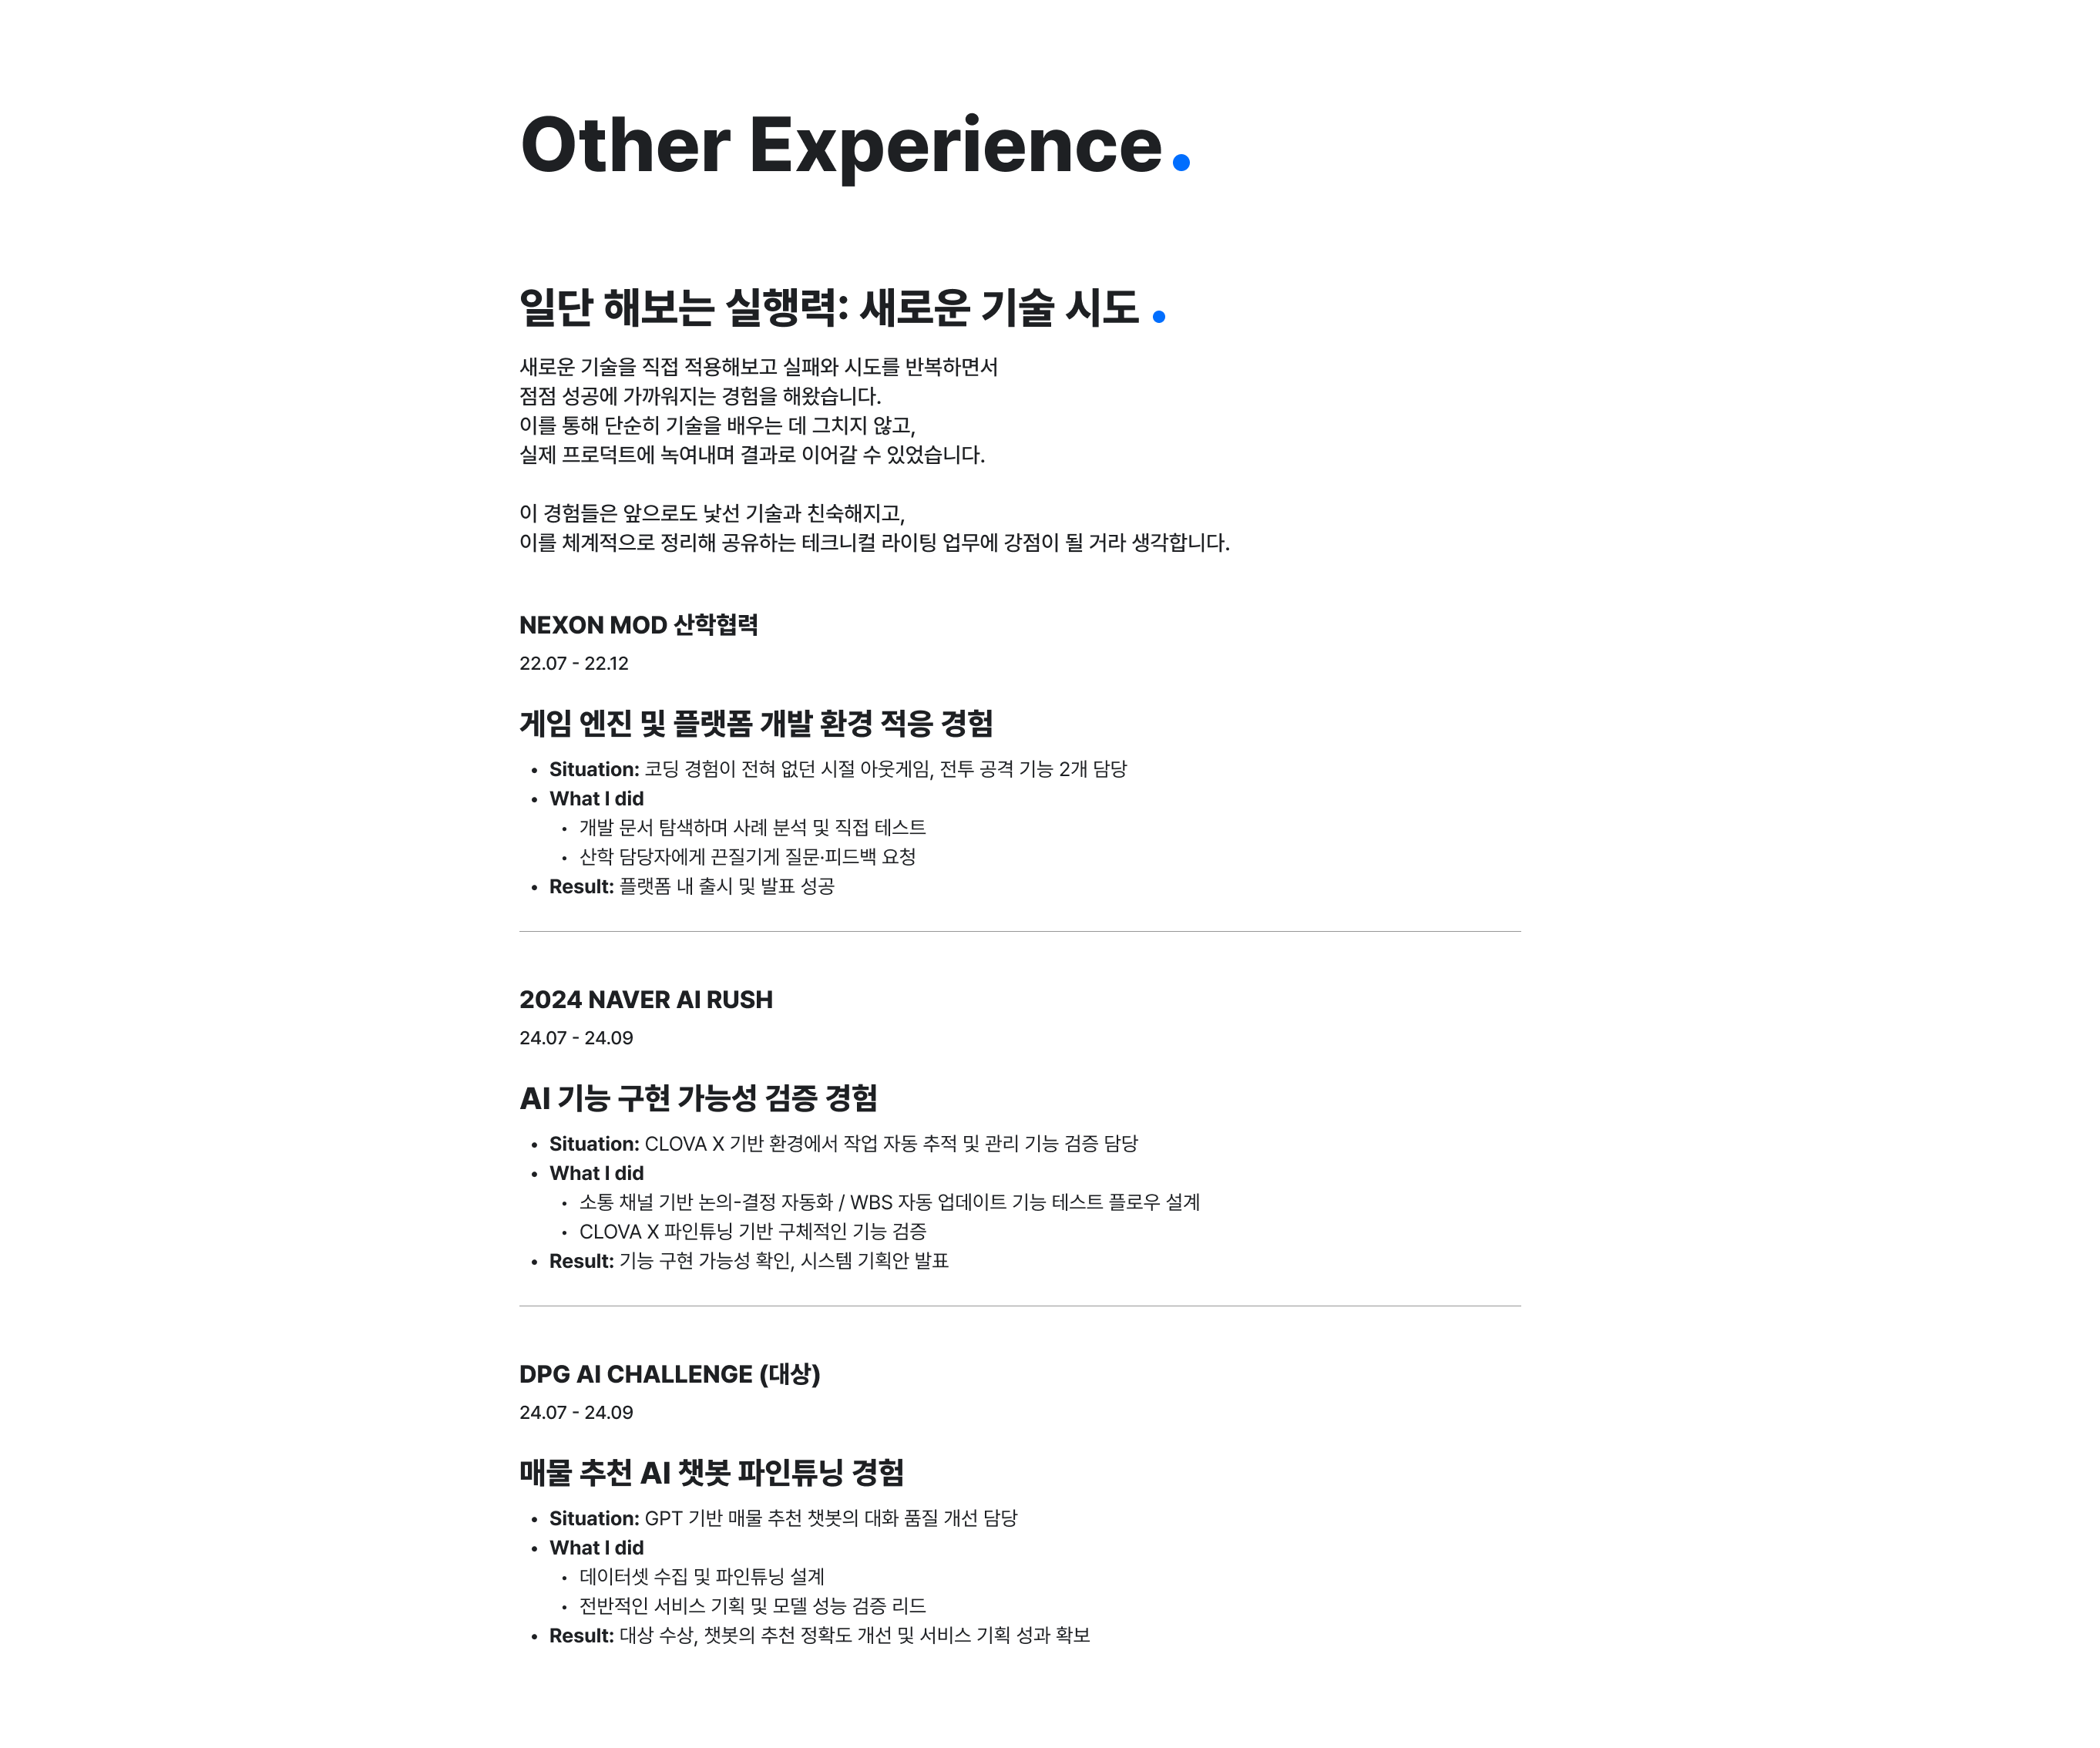 Other Experience.
일단 해보는 실행력: 새로운 기술 시도 .
새로운 기술을 직접 적용해보고 실패와 시도를 반복하면서
점점 성공에 가까워지는 경험을 해왔습니다.
이를 통해 단순히 기술을 배우는 데 그치지 않고,
실제 프로덕트에 녹여내며 결과로 이어갈 수 있었습니다.
이 경험들은 앞으로도 낯선 기술과 친숙해지고,
이를 체계적으로 정리해 공유하는 테크니컬 라이팅 업무에 강점이 될 거라 생각합니다.
NEXON MOD 산학협력
22.07 - 22.12
게임 엔진 및 플랫폼 개발 환경 적응 경험
• Situation: 코딩 경험이 전혀 없던 시절 아웃게임, 전투 공격 기능 2개 담당
• What I did
• 개발 문서 탐색하며 사례 분석 및 직접 테스트
• 산학 담당자에게 끈질기게 질문·피드백 요청
• Result: 플랫폼 내 출시 및 발표 성공
2024 NAVER AI RUSH
24.07 - 24.09
AI 기능 구현 가능성 검증 경험
• Situation: CLOVA X 기반 환경에서 작업 자동 추적 및 관리 기능 검증 담당
• What I did
• 소통 채널 기반 논의-결정 자동화 / WBS 자동 업데이트 기능 테스트 플로우 설계
• CLOVA X 파인튜닝 기반 구체적인 기능 검증
• Result: 기능 구현 가능성 확인, 시스템 기획안 발표
DPG AI CHALLENGE (대상)
24.07 - 24.09
매물 추천 AI 챗봇 파인튜닝 경험
• Situation: GPT 기반 매물 추천 챗봇의 대화 품질 개선 담당
• What I did
• 데이터셋 수집 및 파인튜닝 설계
• 전반적인 서비스 기획 및 모델 성능 검증 리드
• Result: 대상 수상, 챗봇의 추천 정확도 개선 및 서비스 기획 성과 확보